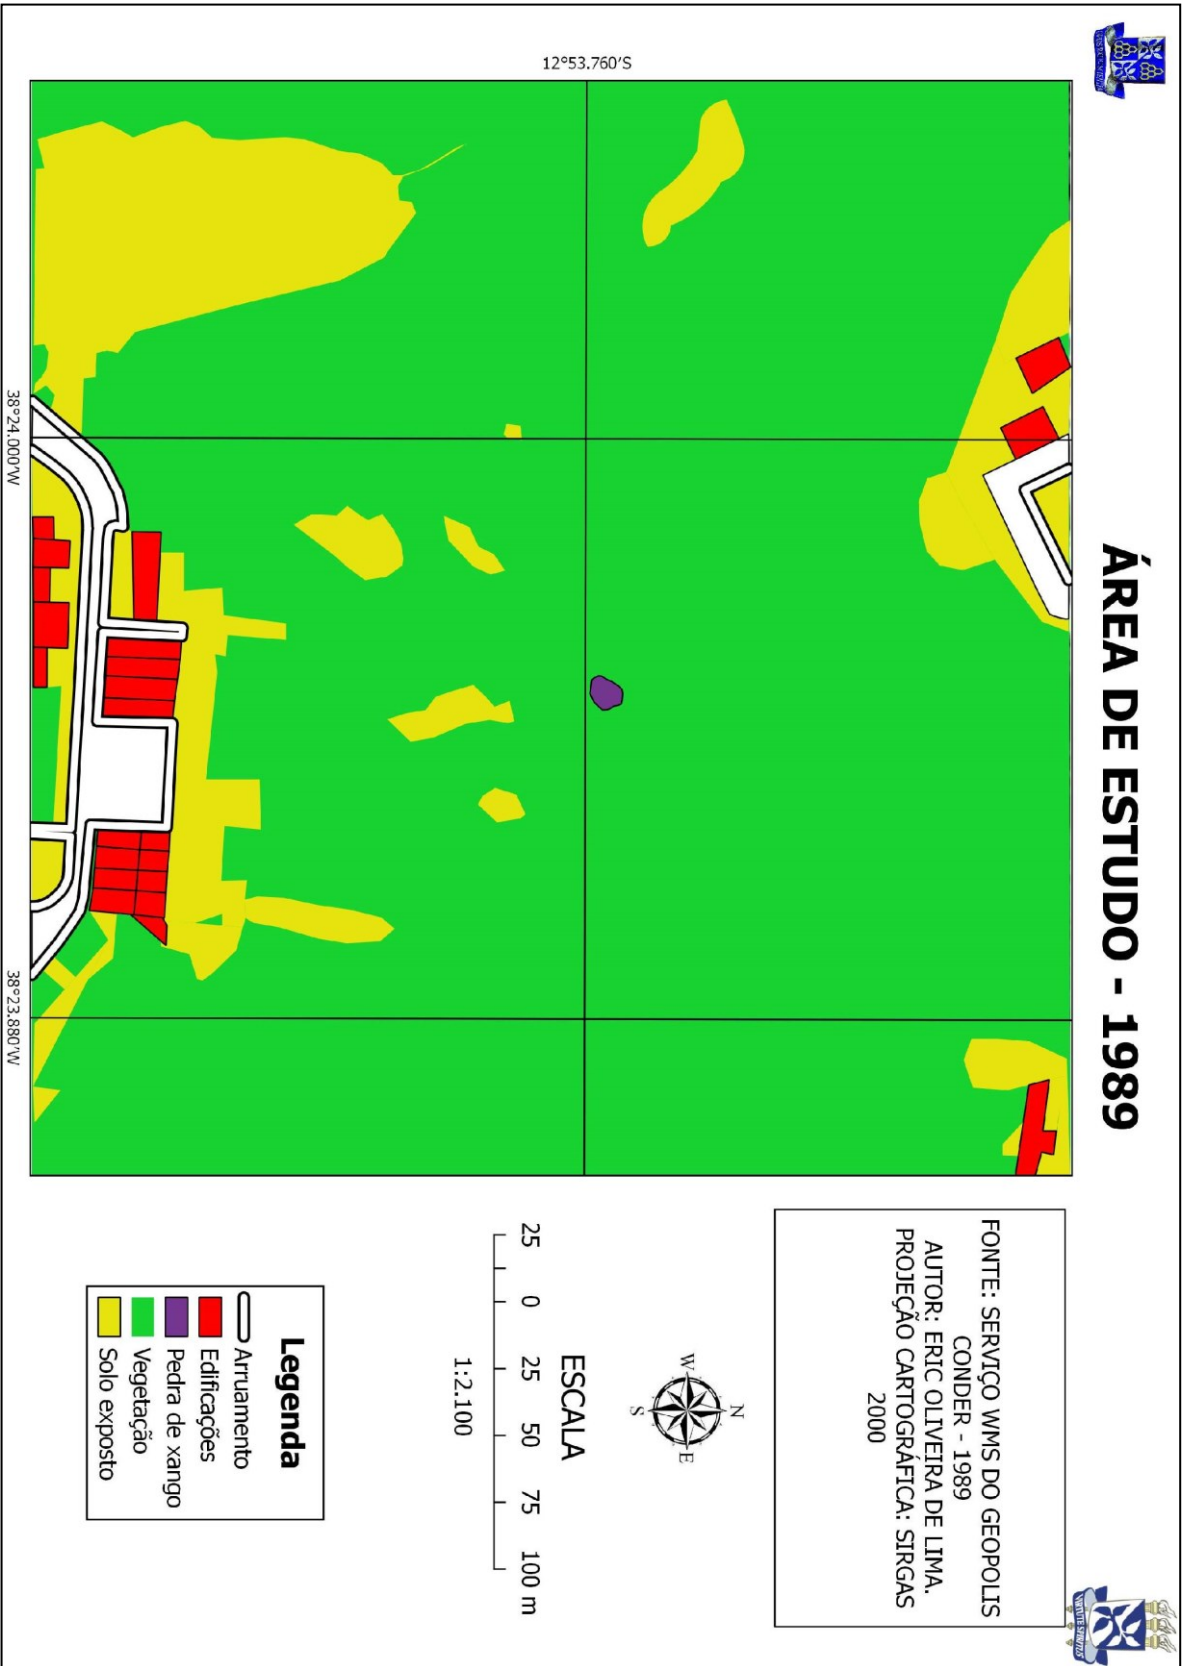 ÁREA DE ESTUDO - 1989
12°53.760'S
38°24.000'W
38°23.880'W
FONTE: SERVIÇO WMS DO GEOPOLIS
CONDER - 1989
AUTOR: ERIC OLIVEIRA DE LIMA.
PROJEÇÃO CARTOGRÁFICA: SIRGAS
2000
N
W
E
S
ESCALA
25 0 25 50 75 100 m
1:2.100
Legenda
Arruamento
Edificações
Pedra de xango
Vegetação
Solo exposto